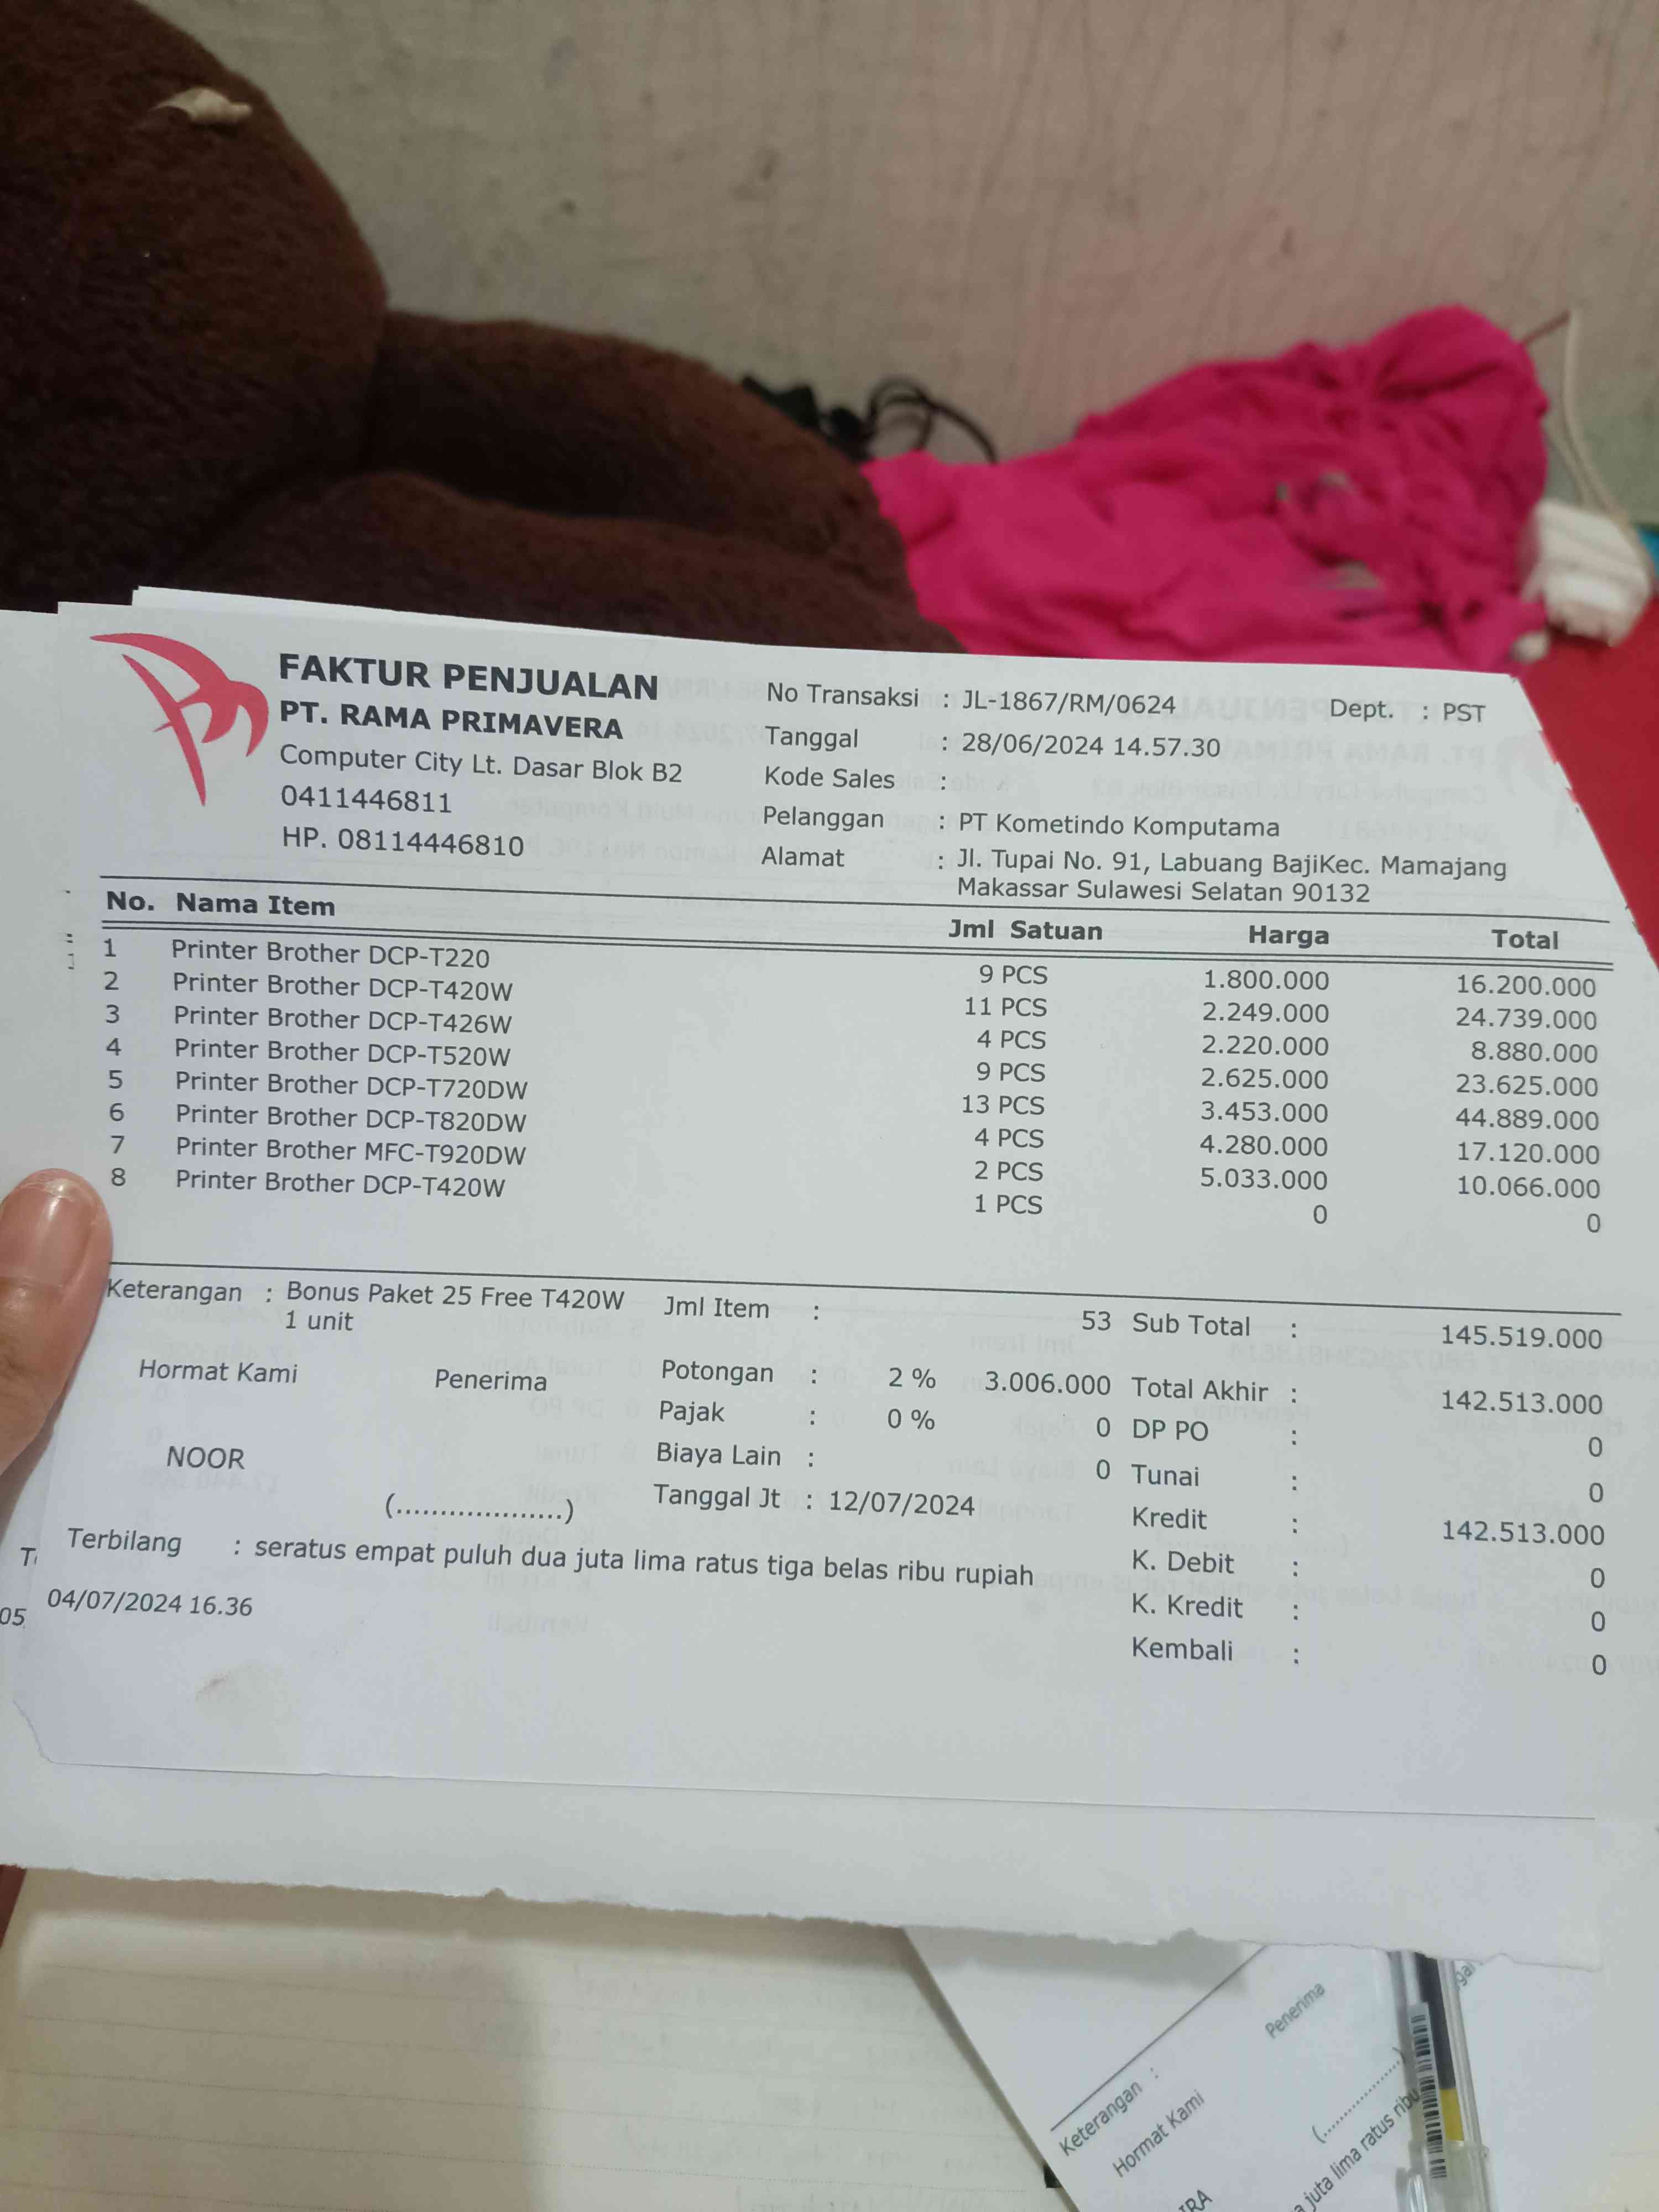 FAKTUR PENJUALAN
PT. RAMA PRIMAVERA
Computer City Lt. Dasar Blok B2
0411446811
HP. 08114446810
No Transaksi : JL-1867/RM/0624 Dept. : PST
Tanggal : 28/06/2024 14.57.30
Kode Sales :
Pelanggan : PT Kometindo Komputama
Alamat : Jl. Tupai No. 91, Labuang BajiKec. Mamajang
Makassar Sulawesi Selatan 90132
No. Nama Item Jml Satuan Harga Total
1 Printer Brother DCP-T220 9 PCS 1.800.000 16.200.000
2 Printer Brother DCP-T420W 11 PCS 2.249.000 24.739.000
3 Printer Brother DCP-T426W 4 PCS 2.220.000 8.880.000
4 Printer Brother DCP-T520W 9 PCS 2.625.000 23.625.000
5 Printer Brother DCP-T720DW 13 PCS 3.453.000 44.889.000
6 Printer Brother DCP-T820DW 4 PCS 4.280.000 17.120.000
7 Printer Brother MFC-T920DW 2 PCS 5.033.000 10.066.000
8 Printer Brother DCP-T420W 1 PCS 0 0
Keterangan : Bonus Paket 25 Free T420W
1 unit
Hormat Kami Penerima
NOOR
(...................)
Jml Item : 53
Potongan : 2 % 3.006.000
Pajak : 0 % 0
Biaya Lain : 0
Tanggal Jt : 12/07/2024
Sub Total : 145.519.000
Total Akhir : 142.513.000
DP PO : 0
Tunai : 0
Kredit : 142.513.000
K. Debit : 0
K. Kredit : 0
Kembali : 0
Terbilang : seratus empat puluh dua juta lima ratus tiga belas ribu rupiah
04/07/2024 16.36
05
Keterangan :
Hormat Kami
Penerima
(...................)
juta lima ratus ribu